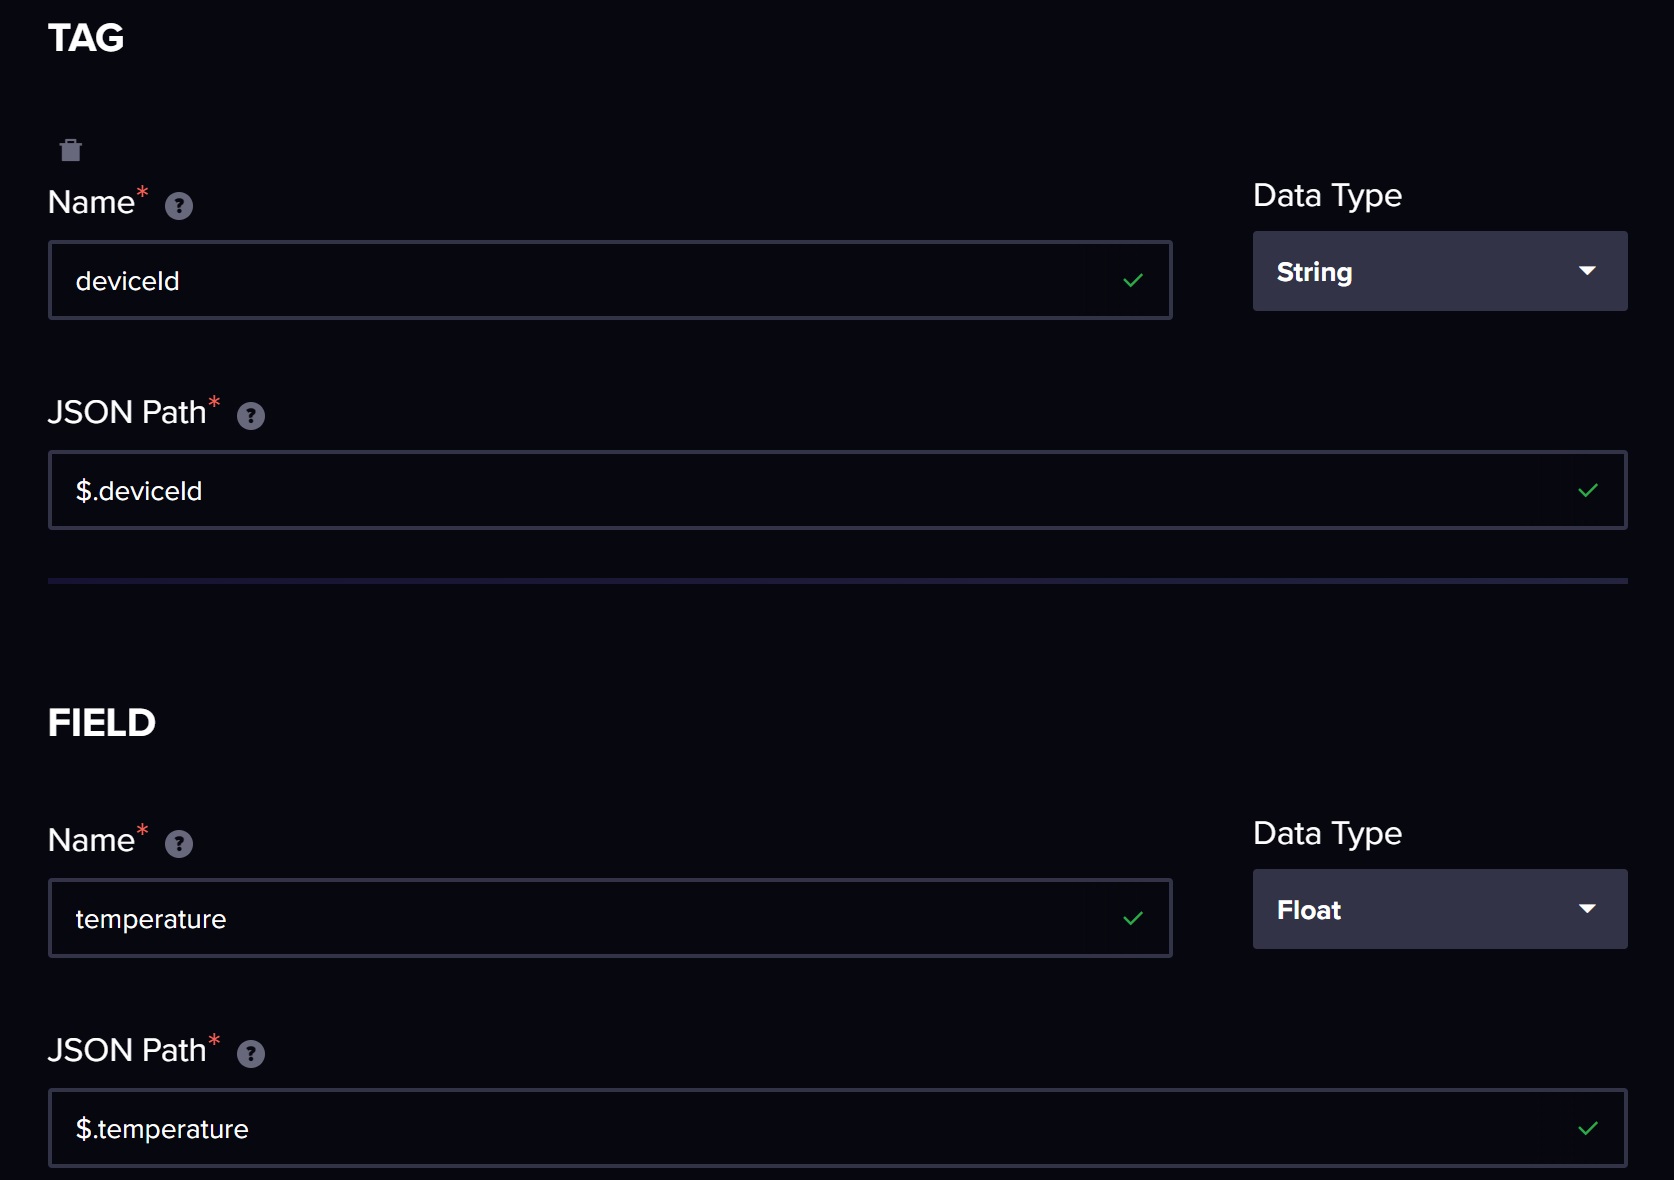 TAG
Name* ?
Data Type
deviceId
String
JSON Path* ?
$.deviceId
FIELD
Name* ?
Data Type
temperature
Float
JSON Path* ?
$.temperature